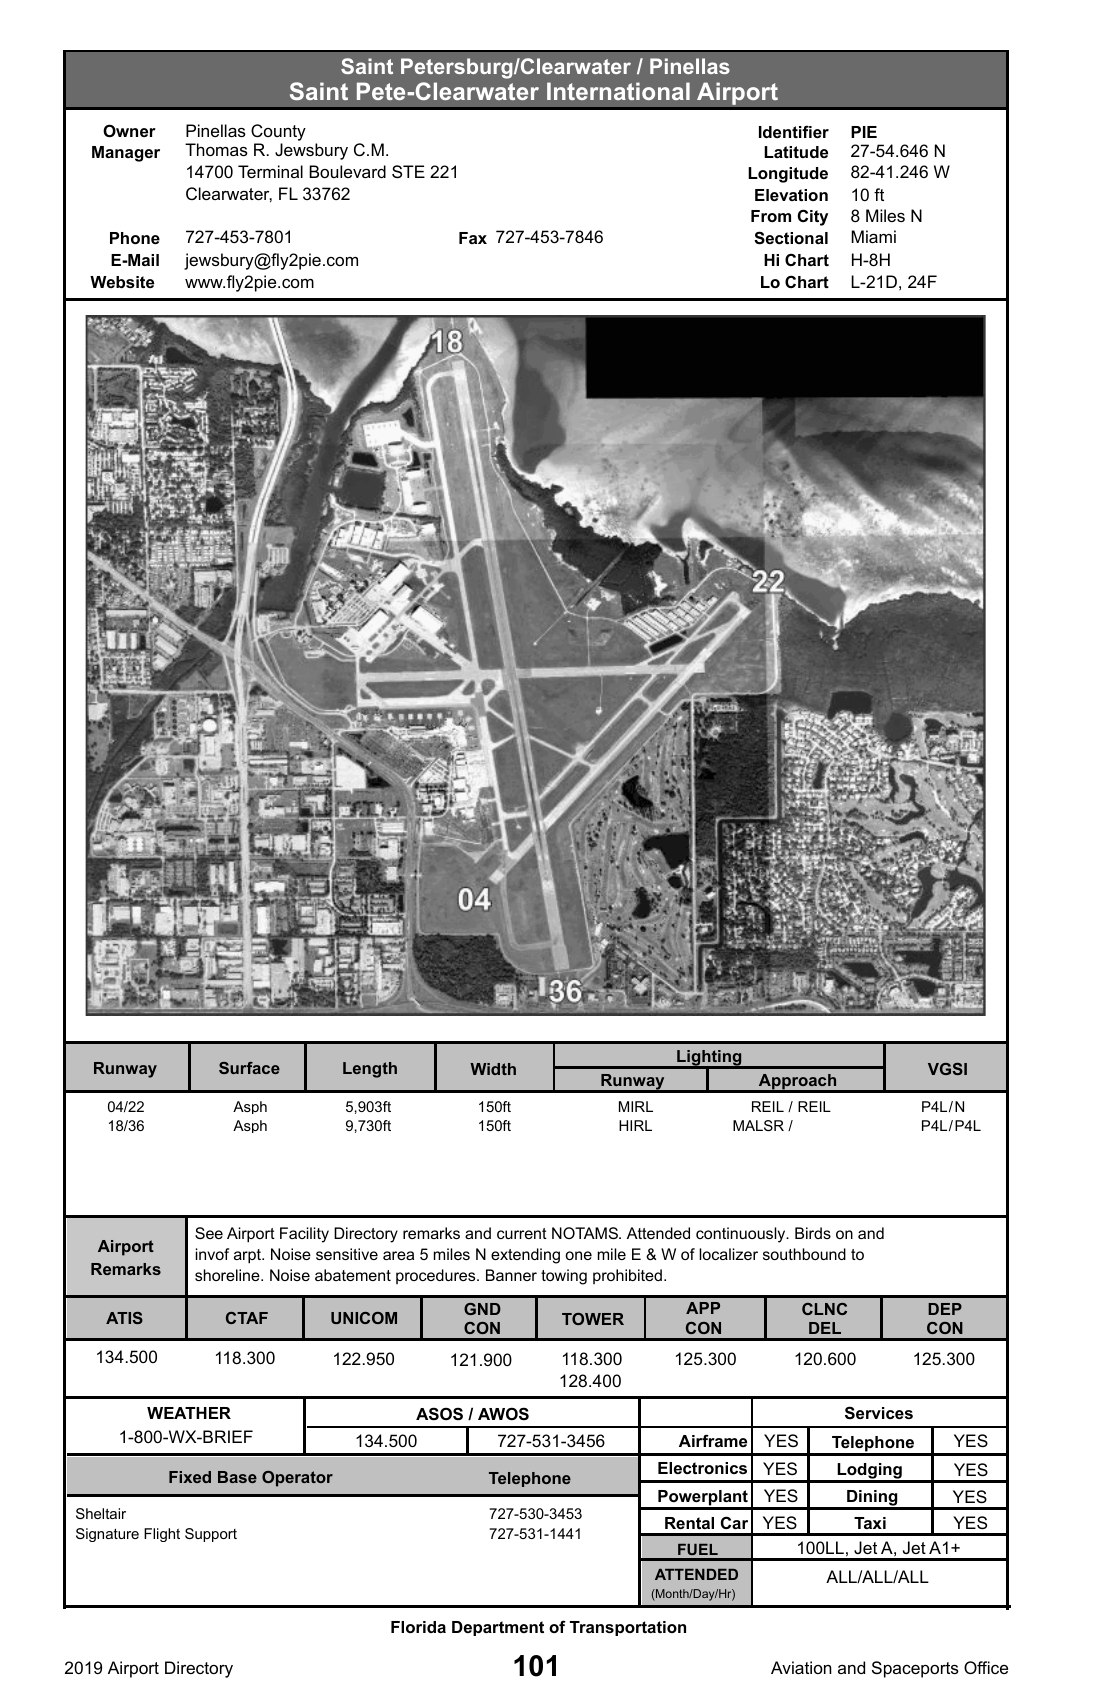 Saint Petersburg/Clearwater / Pinellas
Saint Pete-Clearwater International Airport
Owner Pinellas County
Manager Thomas R. Jewsbury C.M.
14700 Terminal Boulevard STE 221
Clearwater, FL 33762
Phone 727-453-7801 Fax 727-453-7846
E-Mail jewsbury@fly2pie.com
Website www.fly2pie.com
Identifier PIE
Latitude 27-54.646 N
Longitude 82-41.246 W
Elevation 10 ft
From City 8 Miles N
Sectional Miami
Hi Chart H-8H
Lo Chart L-21D, 24F
18
22
04
36
Runway Surface Length Width Lighting VGSI
Runway Approach
04/22 Asph 5,903ft 150ft MIRL REIL / REIL P4L/N
18/36 Asph 9,730ft 150ft HIRL MALSR / P4L/P4L
Airport Remarks
See Airport Facility Directory remarks and current NOTAMS. Attended continuously. Birds on and
invof arpt. Noise sensitive area 5 miles N extending one mile E & W of localizer southbound to
shoreline. Noise abatement procedures. Banner towing prohibited.
ATIS CTAF UNICOM GND CON TOWER APP CON CLNC DEL DEP CON
134.500 118.300 122.950 121.900 118.300 125.300 120.600 125.300
128.400
WEATHER
1-800-WX-BRIEF
ASOS / AWOS
134.500 727-531-3456
Fixed Base Operator Telephone
Sheltair 727-530-3453
Signature Flight Support 727-531-1441
Services
Airframe YES Telephone YES
Electronics YES Lodging YES
Powerplant YES Dining YES
Rental Car YES Taxi YES
FUEL 100LL, Jet A, Jet A1+
ATTENDED ALL/ALL/ALL
(Month/Day/Hr)
Florida Department of Transportation
2019 Airport Directory 101 Aviation and Spaceports Office